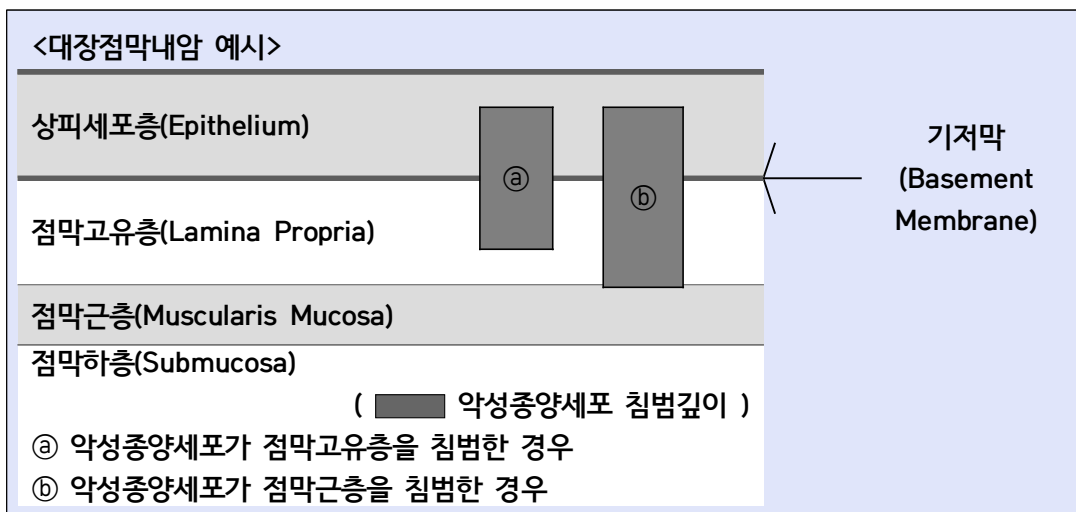 <대장점막내암 예시>
상피세포층(Epithelium)
ⓐ
ⓑ
기저막
(Basement
Membrane)
점막고유층(Lamina Propria)
점막근층(Muscularis Mucosa)
점막하층(Submucosa)
( 악성종양세포 침범깊이 )
ⓐ 악성종양세포가 점막고유층을 침범한 경우
ⓑ 악성종양세포가 점막근층을 침범한 경우